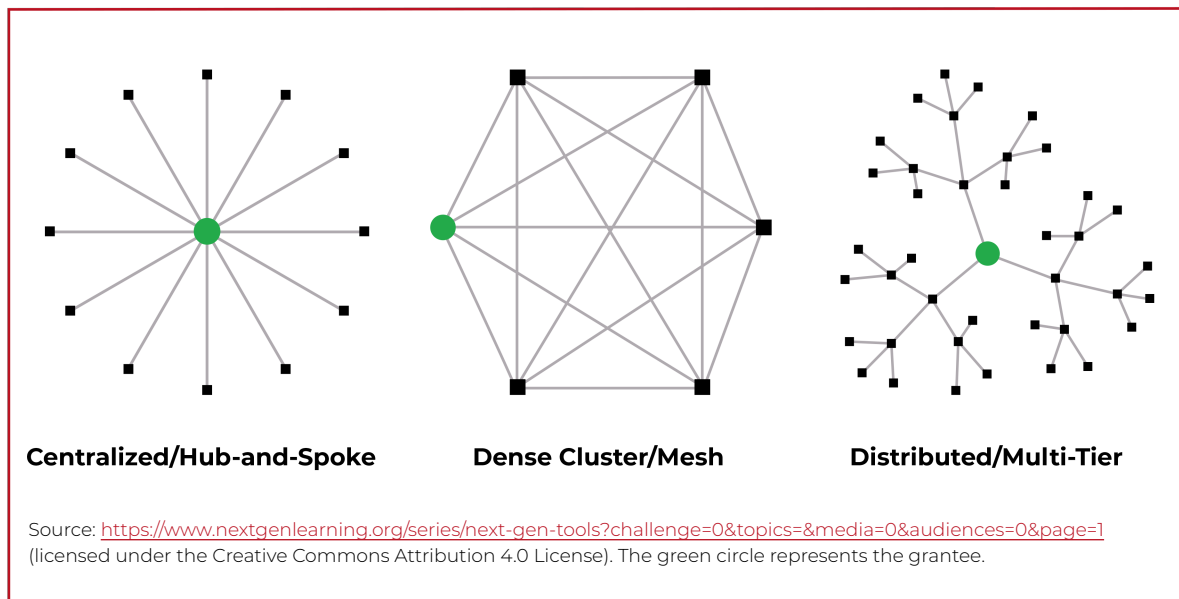 Centralized/Hub-and-Spoke
Dense Cluster/Mesh
Distributed/Multi-Tier
Source: https://www.nextgenlearning.org/series/next-gen-tools?challenge=0&topics=&media=0&audiences=0&page=1
(licensed under the Creative Commons Attribution 4.0 License). The green circle represents the grantee.